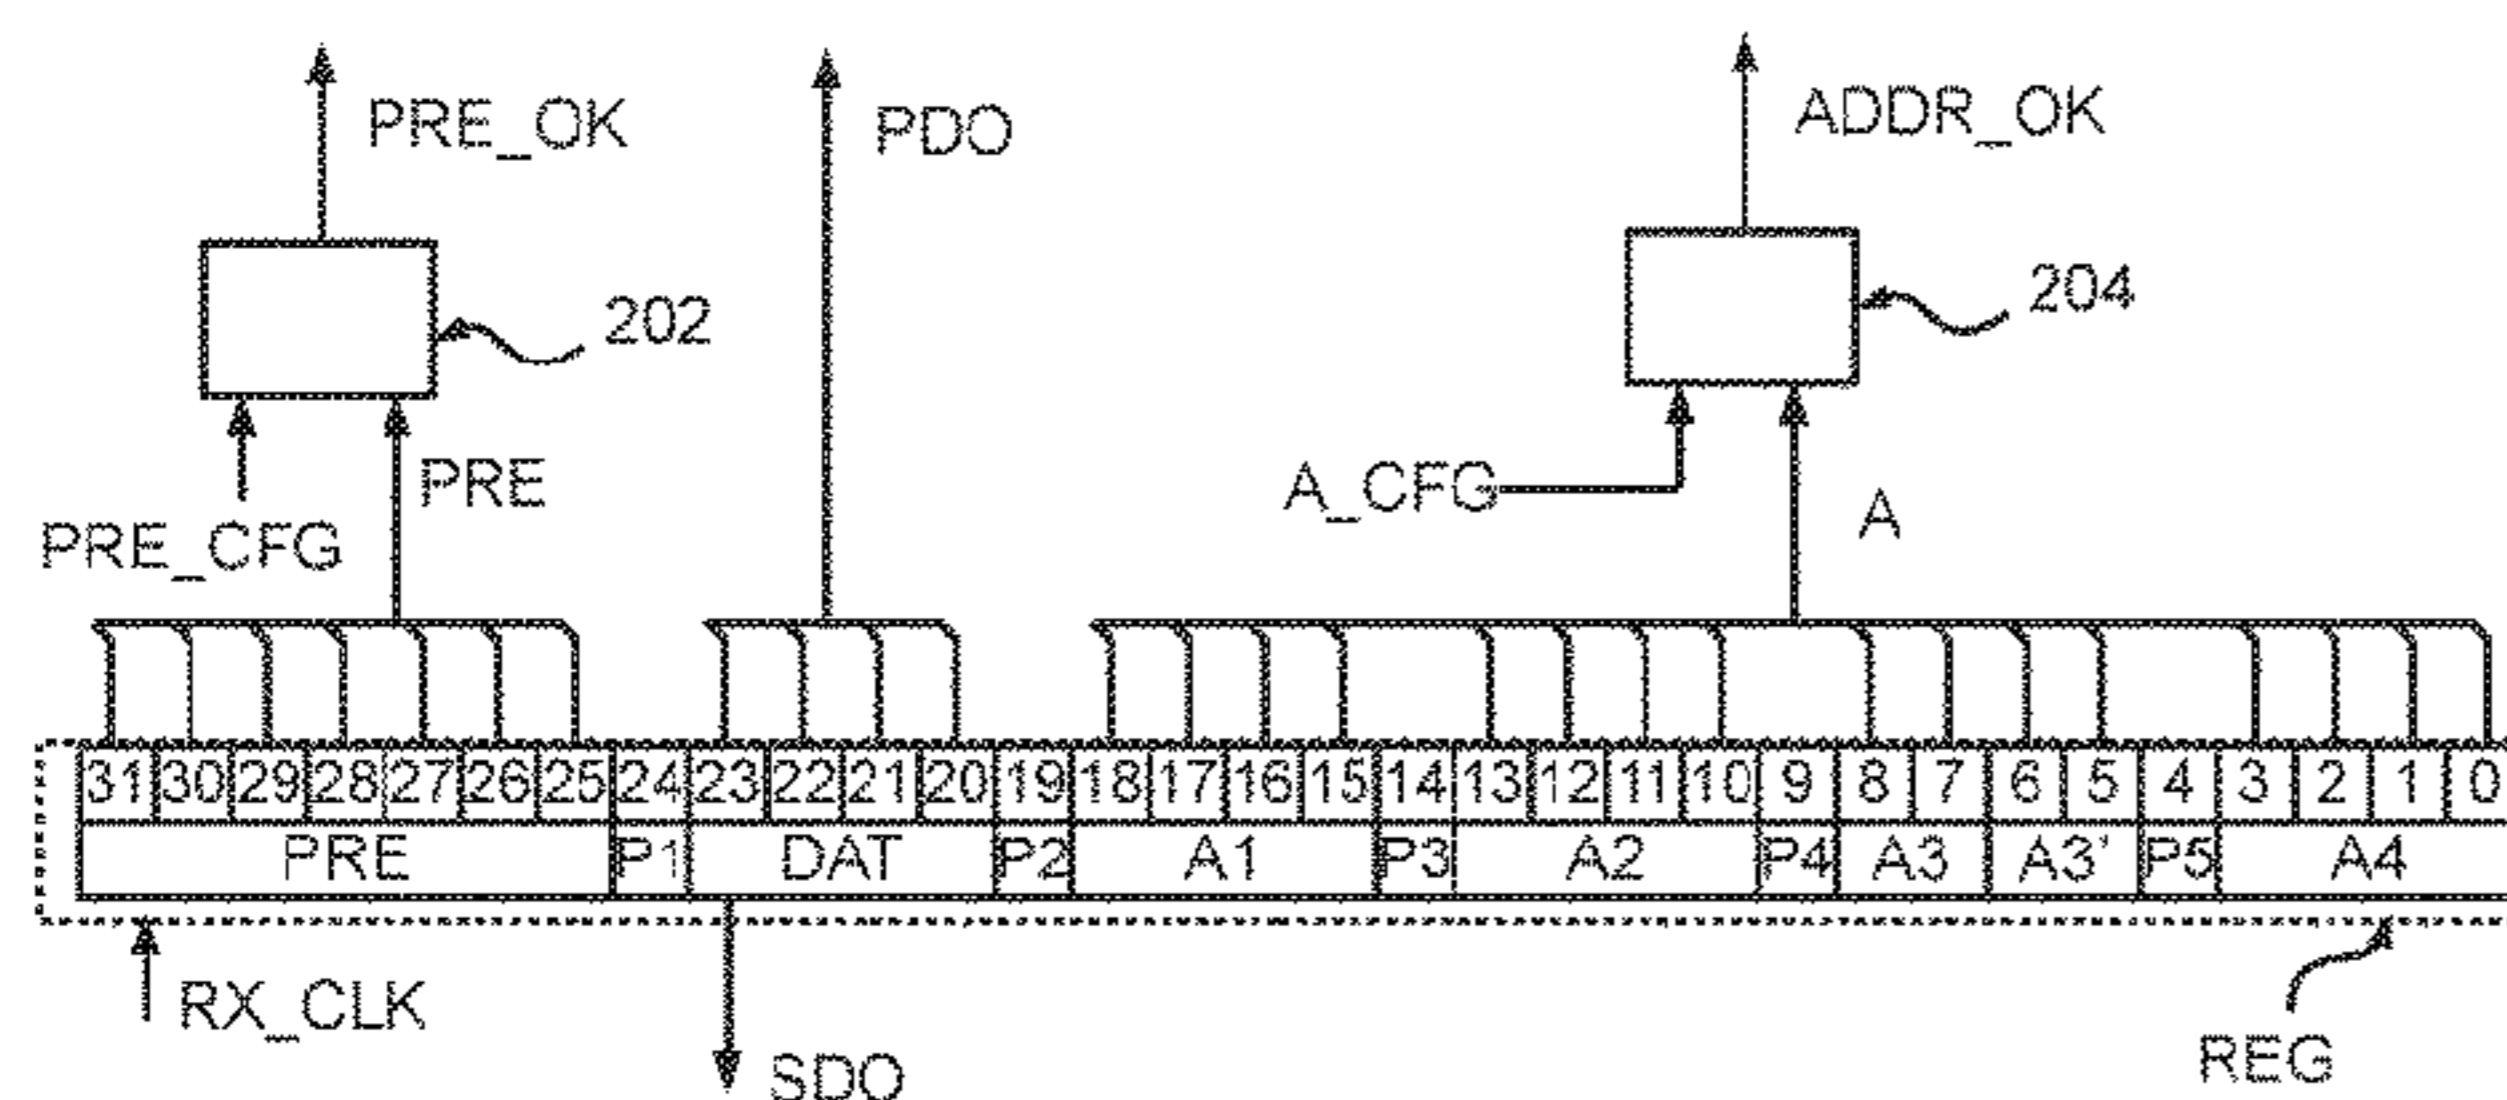 PRE_OK
PDO
ADDR_OK
202
204
PRE
A_CFG
A
PRE_CFG
31 30 29 28 27 26 25 24 23 22 21 20 19 18 17 16 15 14 13 12 11 10 9 8 7 6 5 4 3 2 1 0
PRE P1 DAT P2 A1 P3 A2 P4 A3 A3' P5 A4
RX_CLK
SDO
REG